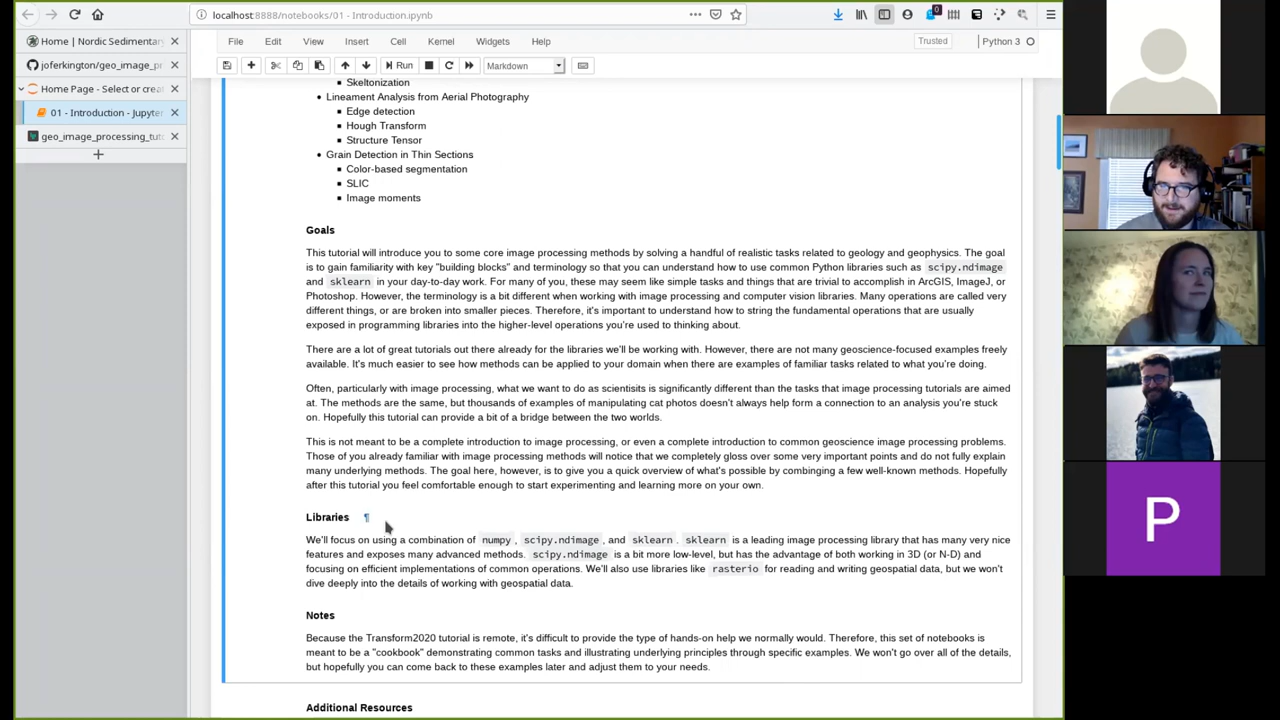 localhost:8888/notebooks/01 - Introduction.ipynb
Home | Nordic Sedimentary
joferkington/geo_image_pr
Home Page - Select or crea
01 - Introduction - Jupyter
geo_image_processing_tuto
File Edit View Insert Cell Kernel Widgets Help Trusted Python 3
Run Markdown
Skeltonization
Lineament Analysis from Aerial Photography
Edge detection
Hough Transform
Structure Tensor
Grain Detection in Thin Sections
Color-based segmentation
SLIC
Image moments
Goals
This tutorial will introduce you to some core image processing methods by solving a handful of realistic tasks related to geology and geophysics. The goal
is to gain familiarity with key "building blocks" and terminology so that you can understand how to use common Python libraries such as scipy.ndimage
and sklearn in your day-to-day work. For many of you, these may seem like simple tasks and things that are trivial to accomplish in ArcGIS, ImageJ, or
Photoshop. However, the terminology is a bit different when working with image processing and computer vision libraries. Many operations are called very
different things, or are broken into smaller pieces. Therefore, it's important to understand how to string the fundamental operations that are usually
exposed in programming libraries into the higher-level operations you're used to thinking about.
There are a lot of great tutorials out there already for the libraries we'll be working with. However, there are not many geoscience-focused examples freely
available. It's much easier to see how methods can be applied to your domain when there are examples of familiar tasks related to what you're doing.
Often, particularly with image processing, what we want to do as scientisits is significantly different than the tasks that image processing tutorials are aimed
at. The methods are the same, but thousands of examples of manipulating cat photos doesn't always help form a connection to an analysis you're stuck
on. Hopefully this tutorial can provide a bit of a bridge between the two worlds.
This is not meant to be a complete introduction to image processing, or even a complete introduction to common geoscience image processing problems.
Those of you already familiar with image processing methods will notice that we completely gloss over some very important points and do not fully explain
many underlying methods. The goal here, however, is to give you a quick overview of what's possible by combinging a few well-known methods. Hopefully
after this tutorial you feel comfortable enough to start experimenting and learning more on your own.
Libraries ¶
We'll focus on using a combination of numpy, scipy.ndimage, and sklearn. sklearn is a leading image processing library that has many very nice
features and exposes many advanced methods. scipy.ndimage is a bit more low-level, but has the advantage of both working in 3D (or N-D) and
focusing on efficient implementations of common operations. We'll also use libraries like rasterio for reading and writing geospatial data, but we won't
dive deeply into the details of working with geospatial data.
Notes
Because the Transform2020 tutorial is remote, it's difficult to provide the type of hands-on help we normally would. Therefore, this set of notebooks is
meant to be a "cookbook" demonstrating common tasks and illustrating underlying principles through specific examples. We won't go over all of the details,
but hopefully you can come back to these examples later and adjust them to your needs.
Additional Resources
0
P